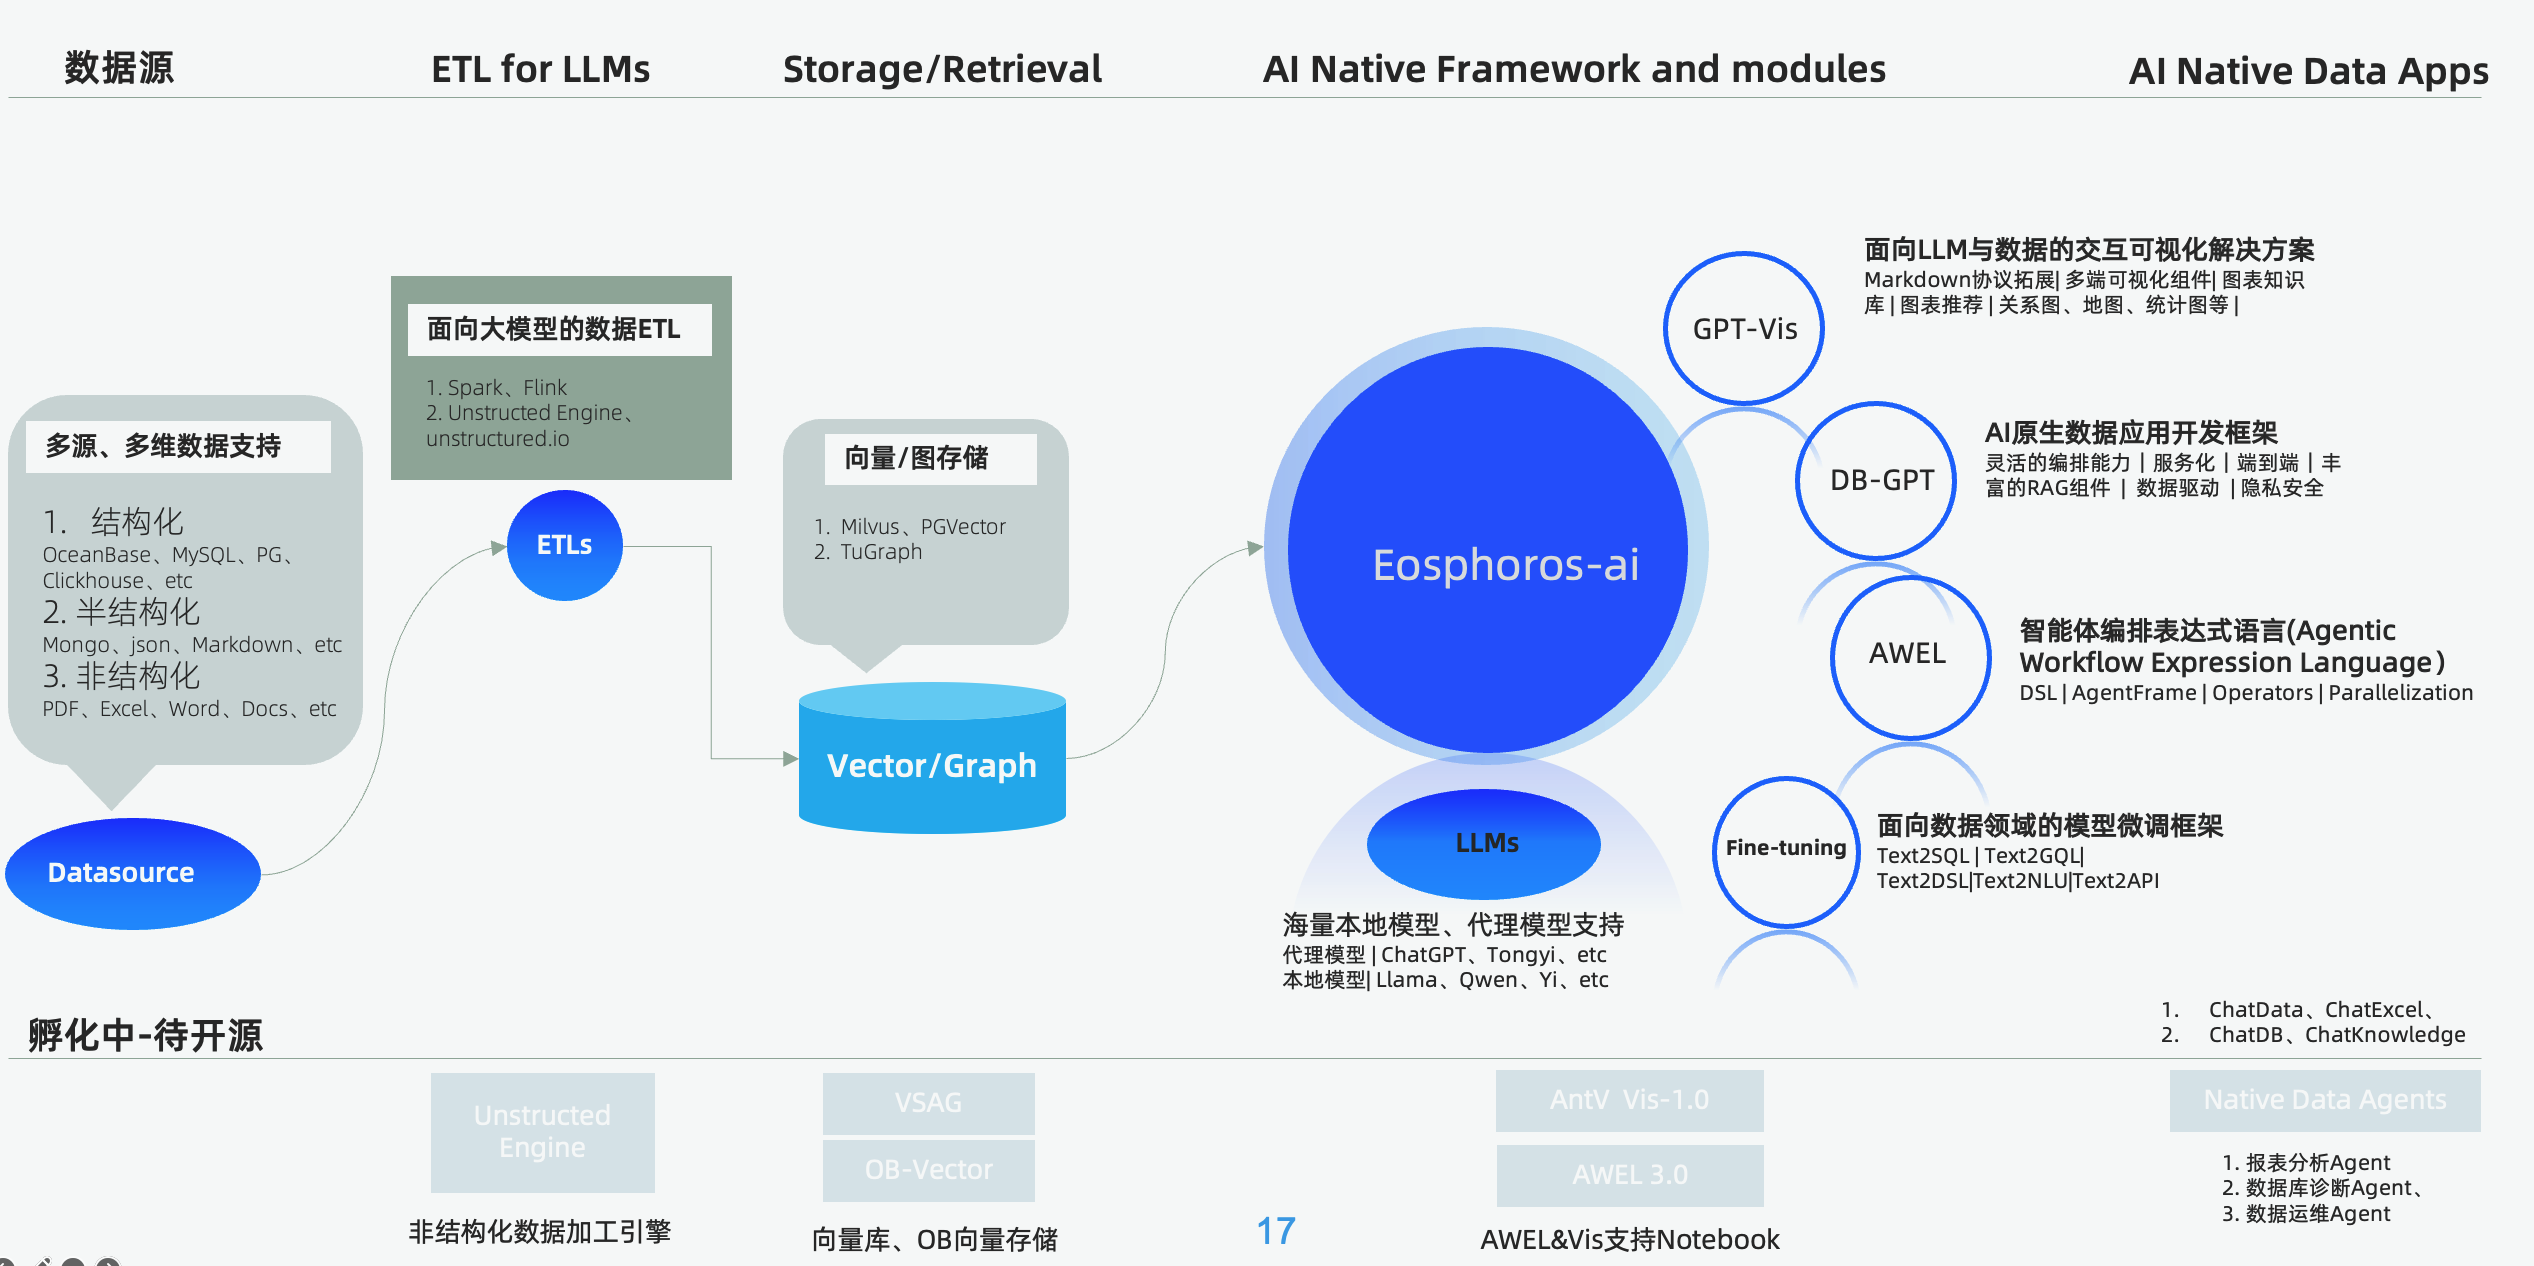 数据源
ETL for LLMs
Storage/Retrieval
AI Native Framework and modules
AI Native Data Apps
多源、多维数据支持
1. 结构化
OceanBase、MySQL、PG、
Clickhouse、etc
2. 半结构化
Mongo、json、Markdown、etc
3. 非结构化
PDF、Excel、Word、Docs、etc
Datasource
面向大模型的数据ETL
1. Spark、Flink
2. Unstructed Engine、
unstructured.io
ETLs
向量/图存储
1. Milvus、PGVector
2. TuGraph
Vector/Graph
Eosphoros-ai
LLMs
海量本地模型、代理模型支持
代理模型 | ChatGPT、Tongyi、etc
本地模型| Llama、Qwen、Yi、etc
GPT-Vis
面向LLM与数据的交互可视化解决方案
Markdown协议拓展| 多端可视化组件| 图表知识
库 | 图表推荐 | 关系图、地图、统计图等 |
DB-GPT
AI原生数据应用开发框架
灵活的编排能力 | 服务化 | 端到端 | 丰
富的RAG组件 | 数据驱动 | 隐私安全
AWEL
智能体编排表达式语言(Agentic
Workflow Expression Language）
DSL | AgentFrame | Operators | Parallelization
Fine-tuning
面向数据领域的模型微调框架
Text2SQL | Text2GQL|
Text2DSL|Text2NLU|Text2API
1. ChatData、ChatExcel、
2. ChatDB、ChatKnowledge
孵化中-待开源
Unstructed
Engine
非结构化数据加工引擎
VSAG
OB-Vector
向量库、OB向量存储
17
AntV Vis-1.0
AWEL 3.0
AWEL&Vis支持Notebook
Native Data Agents
1. 报表分析Agent
2. 数据库诊断Agent、
3. 数据运维Agent